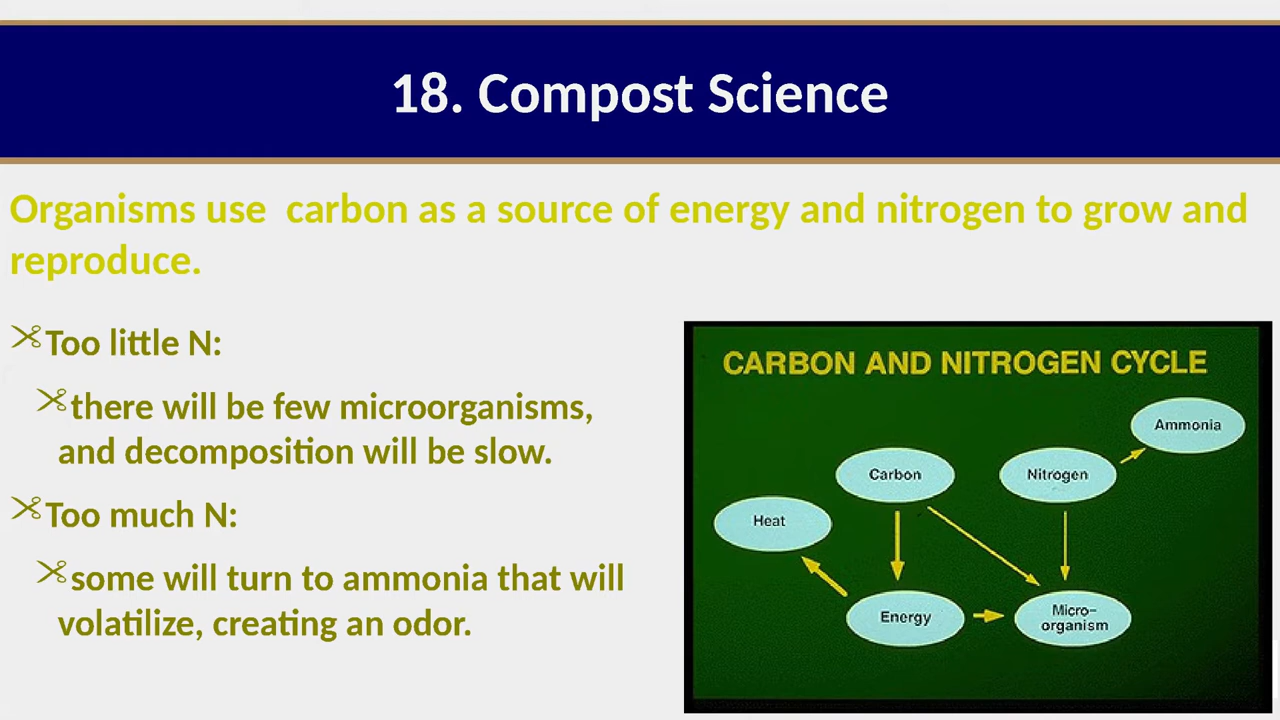 18. Compost Science
Organisms use  carbon as a source of energy and nitrogen to grow and
reproduce.
Too little N:
there will be few microorganisms,
and decomposition will be slow.
Too much N:
some will turn to ammonia that will
volatilize, creating an odor.
CARBON AND NITROGEN CYCLE
Ammonia
Carbon
Nitrogen
Heat
Energy
Micro–
organism